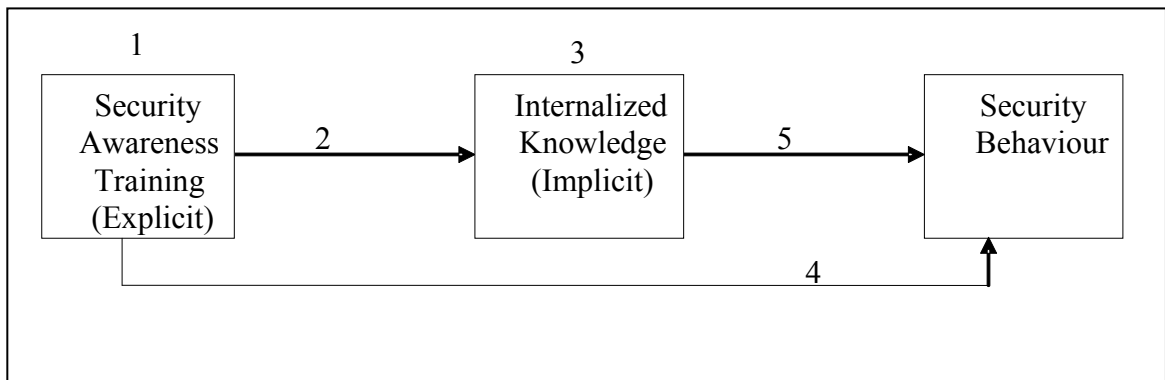 1
Security
Awareness
Training
(Explicit)
2
3
Internalized
Knowledge
(Implicit)
5
Security
Behaviour
4